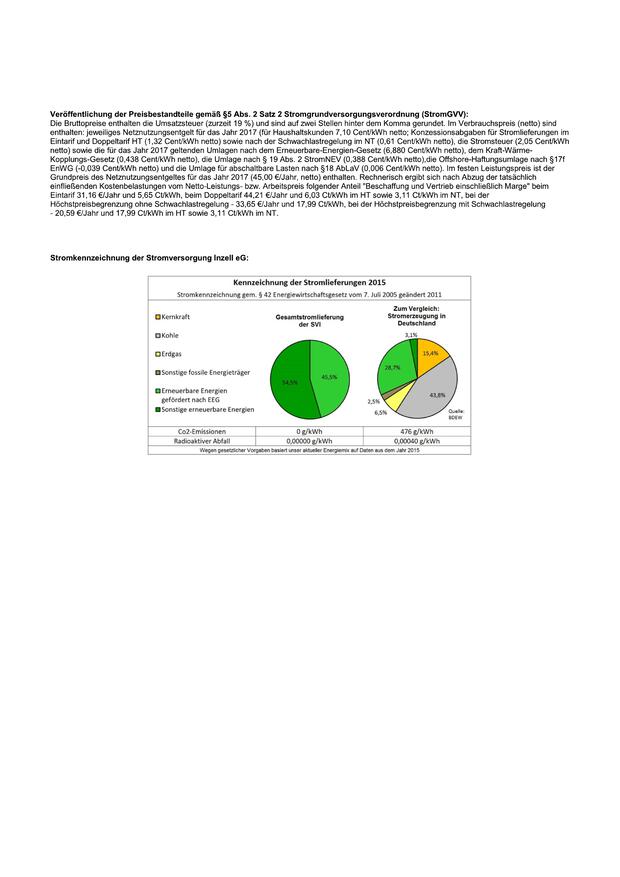 Veröffentlichung der Preisbestandteile gemäß §5 Abs. 2 Satz 2 Stromgrundversorgungsverordnung (StromGVV):
Die Bruttopreise enthalten die Umsatzsteuer (zurzeit 19 %) und sind auf zwei Stellen hinter dem Komma gerundet. Im Verbrauchspreis (netto) sind
enthalten: jeweiliges Netznutzungsentgelt für das Jahr 2017 (für Haushaltskunden 7,10 Cent/kWh netto; Konzessionsabgaben für Stromlieferungen im
Eintarif und Doppeltarif HT (1,32 Cent/kWh netto) sowie nach der Schwachlastregelung im NT (0,61 Cent/kWh netto), die Stromsteuer (2,05 Cent/kWh
netto) sowie die für das Jahr 2017 geltenden Umlagen nach dem Erneuerbare-Energien-Gesetz (6,880 Cent/kWh netto), dem Kraft-Wärme-
Kopplungs-Gesetz (0,438 Cent/kWh netto), die Umlage nach § 19 Abs. 2 StromNEV (0,388 Cent/kWh netto),die Offshore-Haftungsumlage nach §17f
EnWG (-0,039 Cent/kWh netto) und die Umlage für abschaltbare Lasten nach §18 AbLaV (0,006 Cent/kWh netto). Im festen Leistungspreis ist der
Grundpreis des Netznutzungsentgeltes für das Jahr 2017 (45,00 €/Jahr, netto) enthalten. Rechnerisch ergibt sich nach Abzug der tatsächlich
einfließenden Kostenbelastungen vom Netto-Leistungs- bzw. Arbeitspreis folgender Anteil "Beschaffung und Vertrieb einschließlich Marge" beim
Eintarif 31,16 €/Jahr und 5,65 Ct/kWh, beim Doppeltarif 44,21 €/Jahr und 6,03 Ct/kWh im HT sowie 3,11 Ct/kWh im NT, bei der
Höchstpreisbegrenzung ohne Schwachlastregelung - 33,65 €/Jahr und 17,99 Ct/kWh, bei der Höchstpreisbegrenzung mit Schwachlastregelung
- 20,59 €/Jahr und 17,99 Ct/kWh im HT sowie 3,11 Ct/kWh im NT.
Stromkennzeichnung der Stromversorgung Inzell eG:
Kennzeichnung der Stromlieferungen 2015
Stromkennzeichnung gem. § 42 Energiewirtschaftsgesetz vom 7. Juli 2005 geändert 2011
Kernkraft
Kohle
Erdgas
Sonstige fossile Energieträger
Erneuerbare Energien
gefördert nach EEG
Sonstige erneuerbare Energien
Gesamtstromlieferung
der SVI
54,5%
45,5%
Zum Vergleich:
Stromerzeugung in
Deutschland
3,1%
15,4%
28,7%
43,8%
2,5%
6,5%
Quelle:
BDEW
Co2-Emissionen 0 g/kWh 476 g/kWh
Radioaktiver Abfall 0,00000 g/kWh 0,00040 g/kWh
Wegen gesetzlicher Vorgaben basiert unser aktueller Energiemix auf Daten aus dem Jahr 2015